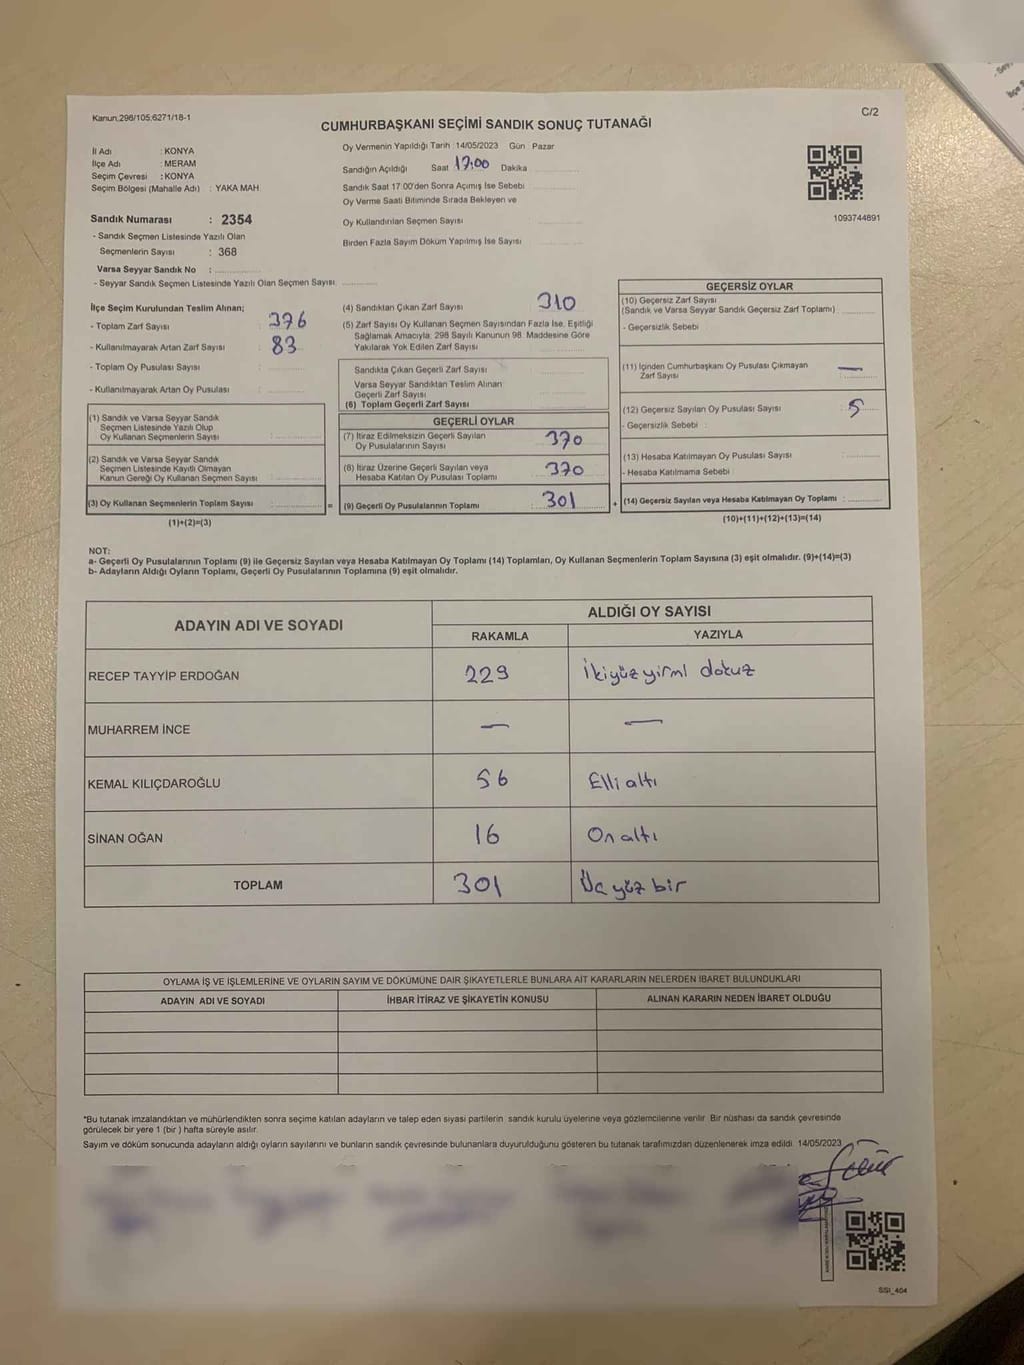 Kanun.298/105.6271/18-1
C/2
CUMHURBAŞKANI SEÇİMİ SANDIK SONUÇ TUTANAĞI
İl Adı : KONYA
İlçe Adı : MERAM
Seçim Çevresi : KONYA
Seçim Bölgesi (Mahalle Adı) : YAKA MAH
Sandık Numarası : 2354
- Sandık Seçmen Listesinde Yazılı Olan
Seçmenlerin Sayısı : 368
Varsa Seyyar Sandık No :
- Seyyar Sandık Seçmen Listesinde Yazılı Olan Seçmen Sayısı:
Oy Vermenin Yapıldığı Tarih 14/05/2023 Gün Pazar
Sandığın Açıldığı Saat 17:00 Dakika
Sandık Saat 17:00'den Sonra Açımış İse Sebebi
Oy Verme Saati Bitiminde Sırada Bekleyen ve
Oy Kullandırılan Seçmen Sayısı
Birden Fazla Sayım Döküm Yapılmış İse Sayısı
1093744891
İlçe Seçim Kurulundan Teslim Alınan;
- Toplam Zarf Sayısı : 396
- Kullanılmayarak Artan Zarf Sayısı : 83
- Toplam Oy Pusulası Sayısı :
- Kullanılmayarak Artan Oy Pusulası :
(1) Sandık ve Varsa Seyyar Sandık
Seçmen Listesinde Yazılı Olup
Oy Kullanan Seçmenlerin Sayısı :
(2) Sandık ve Varsa Seyyar Sandık
Seçmen Listesinde Kayıtlı Olmayan
Kanun Gereği Oy Kullanan Seçmen Sayısı :
(3) Oy Kullanan Seçmenlerin Toplam Sayısı :
(1)+(2)=(3)
(4) Sandıktan Çıkan Zarf Sayısı 310
(5) Zarf Sayısı Oy Kullanan Seçmen Sayısından Fazla İse, Eşitliği
Sağlamak Amacıyla, 298 Sayılı Kanunun 98. Maddesine Göre
Yakılarak Yok Edilen Zarf Sayısı
Sandıkta Çıkan Geçerli Zarf Sayısı
Varsa Seyyar Sandıktan Teslim Alınan
Geçerli Zarf Sayısı
(6) Toplam Geçerli Zarf Sayısı
=
GEÇERLİ OYLAR
(7) İtiraz Edilmeksizin Geçerli Sayılan
Oy Pusulalarının Sayısı 370
(8) İtiraz Üzerine Geçerli Sayılan veya
Hesaba Katılan Oy Pusulası Toplamı 370
(9) Geçerli Oy Pusulalarının Toplamı : 301
+
GEÇERSİZ OYLAR
(10) Geçersiz Zarf Sayısı
(Sandık ve Varsa Seyyar Sandık Geçersiz Zarf Toplamı)
- Geçersizlik Sebebi
(11) İçinden Cumhurbaşkanı Oy Pusulası Çıkmayan
Zarf Sayısı : —
(12) Geçersiz Sayılan Oy Pusulası Sayısı : 5
- Geçersizlik Sebebi :
(13) Hesaba Katılmayan Oy Pusulası Sayısı
- Hesaba Katılmama Sebebi
(14) Geçersiz Sayılan veya Hesaba Katılmayan Oy Toplamı :
(10)+(11)+(12)+(13)=(14)
NOT:
a- Geçerli Oy Pusulalarının Toplamı (9) ile Geçersiz Sayılan veya Hesaba Katılmayan Oy Toplamı (14) Toplamları, Oy Kullanan Seçmenlerin Toplam Sayısına (3) eşit olmalıdır. (9)+(14)=(3)
b- Adayların Aldığı Oyların Toplamı, Geçerli Oy Pusulalarının Toplamına (9) eşit olmalıdır.
ADAYIN ADI VE SOYADI ALDIĞI OY SAYISI
RAKAMLA YAZIYLA
RECEP TAYYİP ERDOĞAN 229 İkiyüz yirmi dokuz
MUHARREM İNCE — —
KEMAL KILIÇDAROĞLU 56 Elli altı
SİNAN OĞAN 16 On altı
TOPLAM 301 Üç yüz bir
OYLAMA İŞ VE İŞLEMLERİNE VE OYLARIN SAYIM VE DÖKÜMÜNE DAİR ŞİKAYETLERLE BUNLARA AİT KARARLARIN NELERDEN İBARET BULUNDUKLARI
ADAYIN ADI VE SOYADI İHBAR İTİRAZ VE ŞİKAYETİN KONUSU ALINAN KARARIN NEDEN İBARET OLDUĞU
*Bu tutanak imzalandıktan ve mühürlendikten sonra seçime katılan adayların ve talep eden siyasi partilerin sandık kurulu üyelerine veya gözlemcilerine verilir. Bir nüshası da sandık çevresinde
görülecek bir yere 1 (bir ) hafta süreyle asılır.
Sayım ve döküm sonucunda adayların aldığı oyların sayılarını ve bunların sandık çevresinde bulunanlara duyurulduğunu gösteren bu tutanak tarafımızdan düzenlenerek imza edildi. 14/05/2023
SSI_404